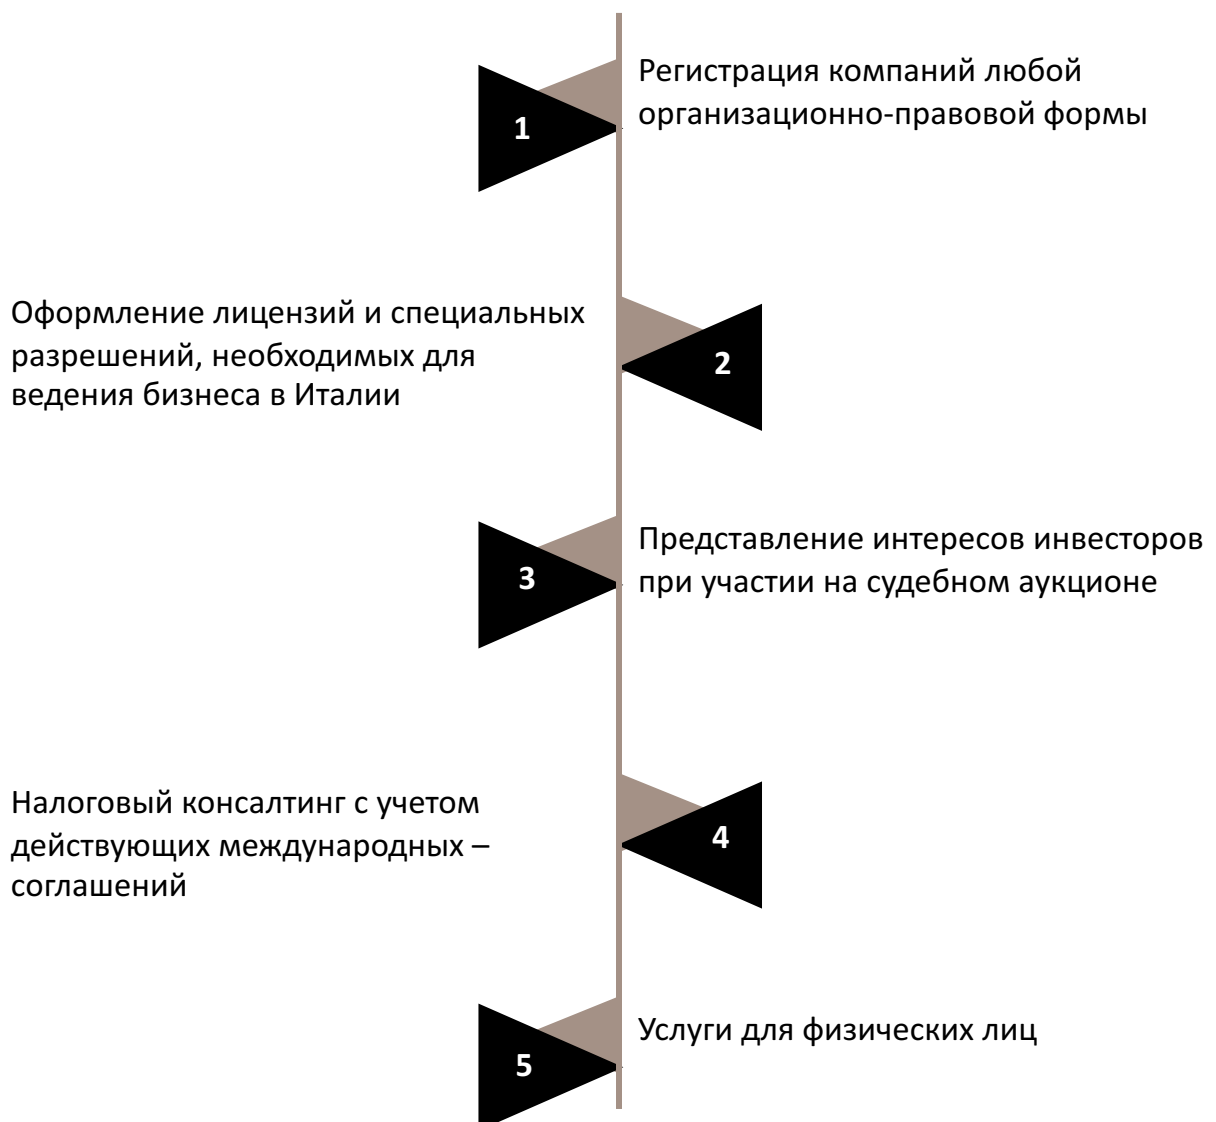 1
Регистрация компаний любой
организационно-правовой формы
Оформление лицензий и специальных
разрешений, необходимых для
ведения бизнеса в Италии
2
3
Представление интересов инвесторов
при участии на судебном аукционе
Налоговый консалтинг с учетом
действующих международных –
соглашений
4
5
Услуги для физических лиц